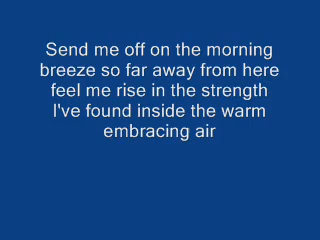 Send me off on the morning
breeze so far away from here
feel me rise in the strength
I've found inside the warm
embracing air